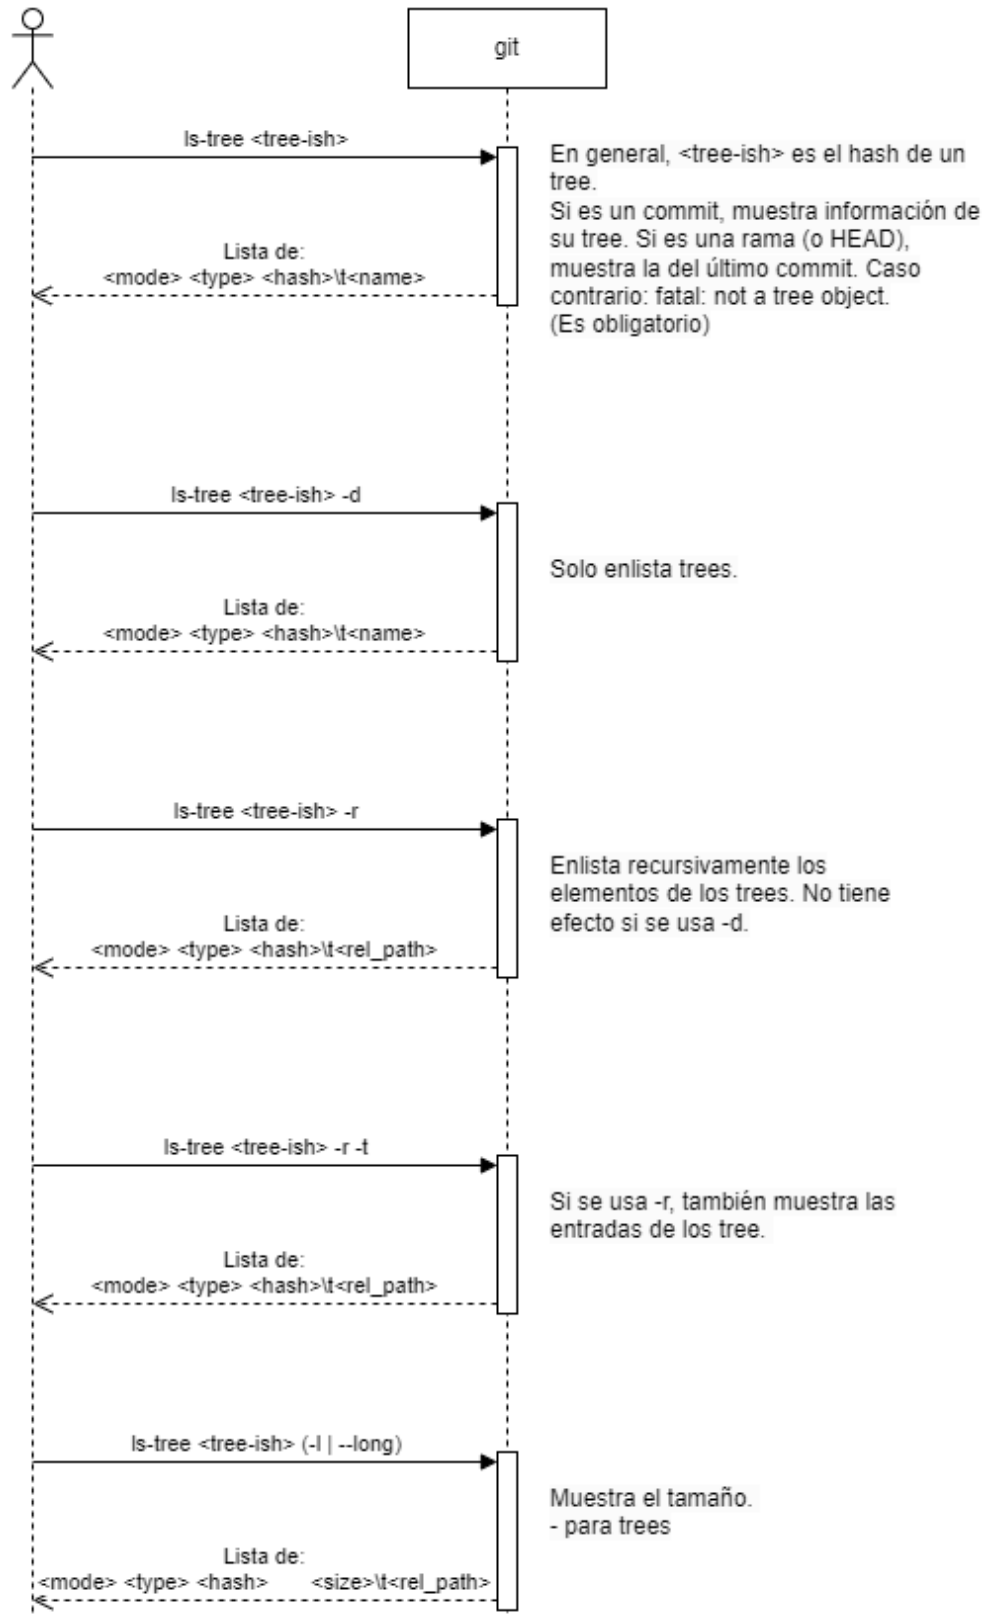 git
ls-tree <tree-ish>
En general, <tree-ish> es el hash de un
tree.
Si es un commit, muestra información de
su tree. Si es una rama (o HEAD),
muestra la del último commit. Caso
contrario: fatal: not a tree object.
(Es obligatorio)
Lista de:
<mode> <type> <hash>\t<name>
ls-tree <tree-ish> -d
Solo enlista trees.
Lista de:
<mode> <type> <hash>\t<name>
ls-tree <tree-ish> -r
Enlista recursivamente los
elementos de los trees. No tiene
efecto si se usa -d.
Lista de:
<mode> <type> <hash>\t<rel_path>
ls-tree <tree-ish> -r -t
Si se usa -r, también muestra las
entradas de los tree.
Lista de:
<mode> <type> <hash>\t<rel_path>
ls-tree <tree-ish> (-l | --long)
Muestra el tamaño.
- para trees
Lista de:
<mode> <type> <hash>      <size>\t<rel_path>